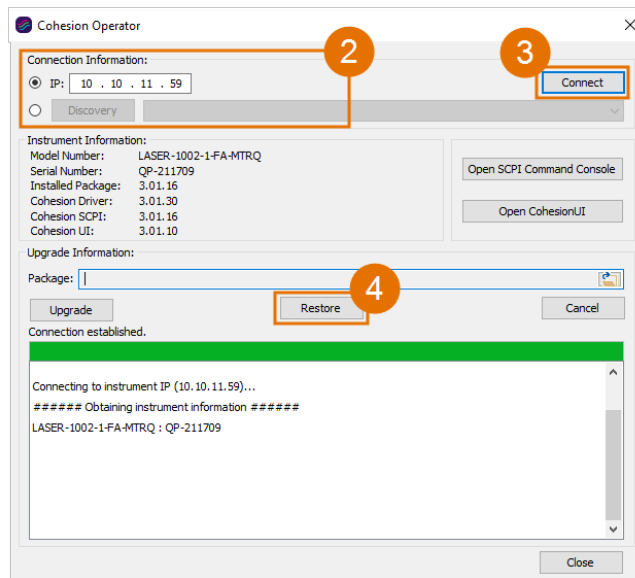 Cohesion Operator
Connection Information:
2
3
IP: 10 . 10 . 11 . 59
Connect
Discovery
Instrument Information:
Model Number: LASER-1002-1-FA-MTRQ
Serial Number: QP-211709
Installed Package: 3.01.16
Cohesion Driver: 3.01.30
Cohesion SCPI: 3.01.16
Cohesion UI: 3.01.10
Open SCPI Command Console
Open CohesionUI
Upgrade Information:
Package:
4
Upgrade
Restore
Cancel
Connection established.
Connecting to instrument IP (10.10.11.59)...
###### Obtaining instrument information ######
LASER-1002-1-FA-MTRQ : QP-211709
Close